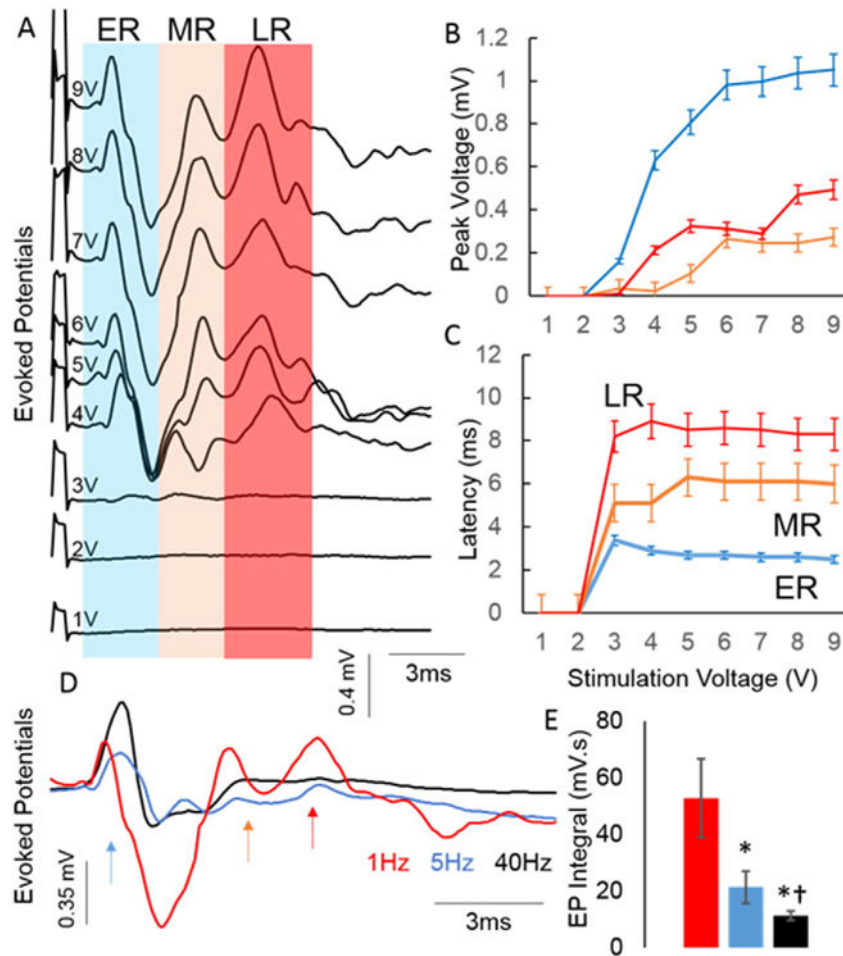 A
ER MR LR
9V
8V
7V
6V
5V
4V
3V
2V
1V
Evoked Potentials
0.4 mV
3ms
B
Peak Voltage (mV)
1.2
1
0.8
0.6
0.4
0.2
0
1 2 3 4 5 6 7 8 9
C
Latency (ms)
12
10
8
6
4
2
0
LR
MR
ER
1 2 3 4 5 6 7 8 9
Stimulation Voltage (V)
D
Evoked Potentials
0.35 mV
1Hz 5Hz 40Hz
3ms
E
EP Integral (mV.s)
80
60
40
20
0
*
*†